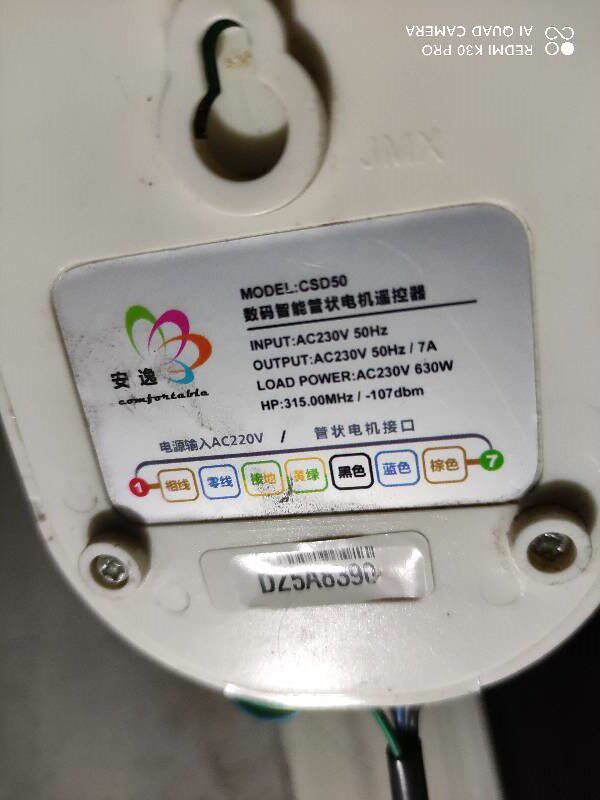 REDMI K30 PRO
AI QUAD CAMERA
XMJ
MODEL:CSD50
数码智能管状电机遥控器
INPUT:AC230V 50Hz
OUTPUT:AC230V 50Hz / 7A
LOAD POWER:AC230V 630W
HP:315.00MHz / -107dbm
安逸
comfortable
电源输入AC220V / 管状电机接口
1 相线 零线 接地 黄绿 黑色 蓝色 棕色 7
DZ5A8390